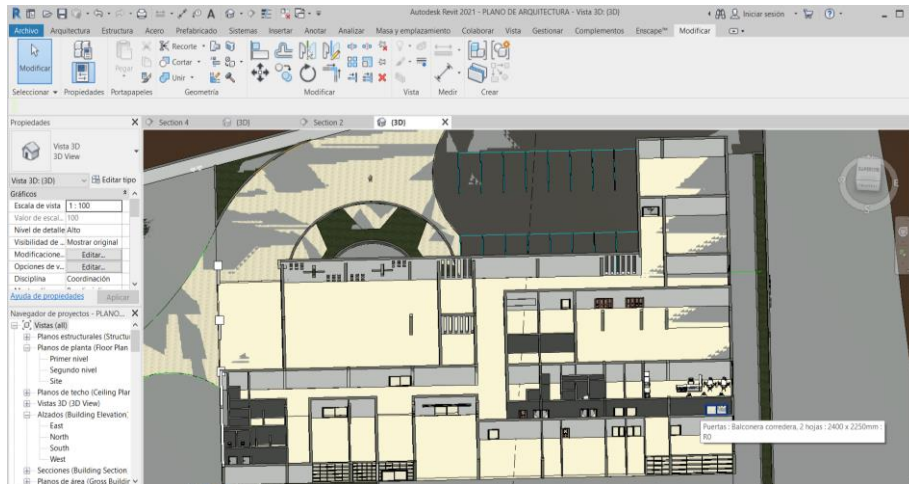 Autodesk Revit 2021 - PLANO DE ARQUITECTURA - Vista 3D: {3D}
Iniciar sesión
Archivo Arquitectura Estructura Acero Prefabricado Sistemas Insertar Anotar Analizar Masa y emplazamiento Colaborar Vista Gestionar Complementos Enscape™ Modificar
Modificar
Pegar
Recorte
Cortar
Unir
Seleccionar Propiedades Portapapeles Geometría Modificar Vista Medir Crear
Propiedades X
Section 4 {3D} Section 2 {3D} X
Vista 3D
3D View
Vista 3D: {3D} Editar tipo
Gráficos
Escala de vista 1 : 100
Valor de escal... 100
Nivel de detalle Alto
Visibilidad de ... Mostrar original
Modificacione... Editar...
Opciones de v... Editar...
Disciplina Coordinación
Ayuda de propiedades Aplicar
Navegador de proyectos - PLANO... X
Vistas (all)
Planos estructurales (Structu
Planos de planta (Floor Plan
Primer nivel
Segundo nivel
Site
Planos de techo (Ceiling Plar
Vistas 3D (3D View)
Alzados (Building Elevation)
East
North
South
West
Secciones (Building Section
Planos de área (Gross Buildir
Puertas : Balconera corredera, 2 hojas : 2400 x 2250mm :
R0